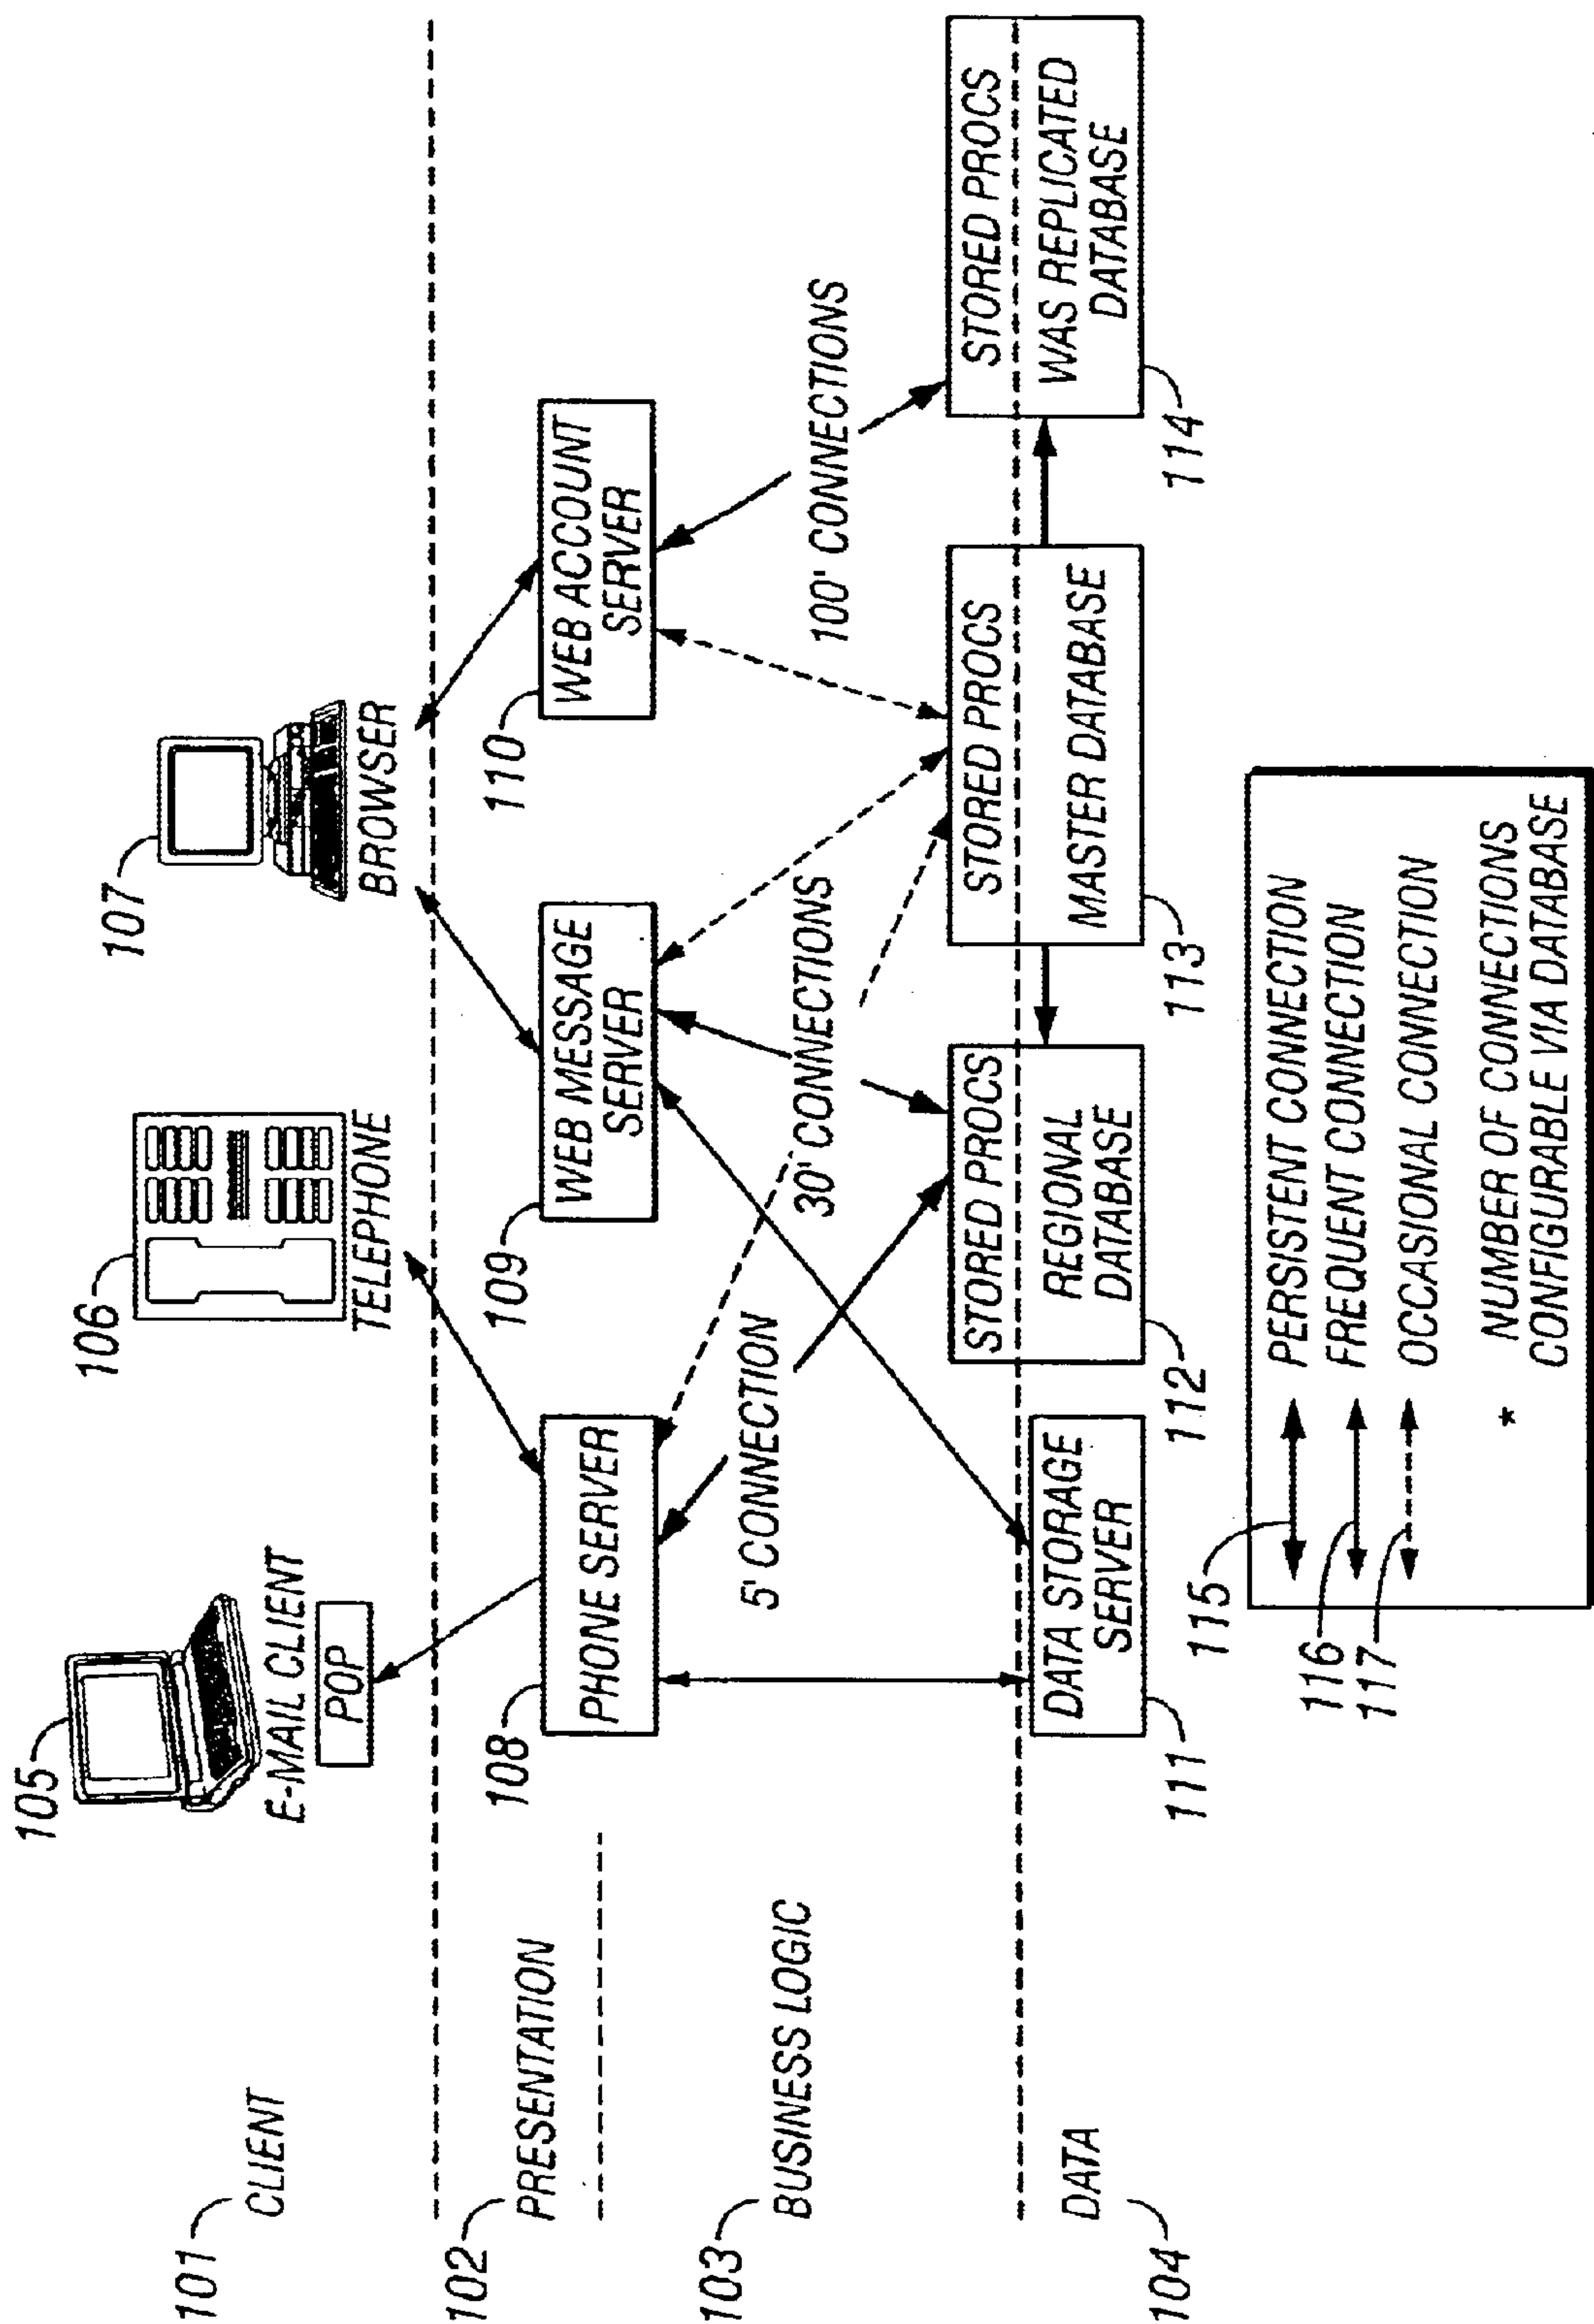 101
CLIENT
102
PRESENTATION
103
BUSINESS LOGIC
104
DATA
105
E-MAIL CLIENT
POP
106
TELEPHONE
107
BROWSER
108
PHONE SERVER
109
WEB MESSAGE
SERVER
110
WEB ACCOUNT
SERVER
5' CONNECTION
30' CONNECTIONS
100' CONNECTIONS
DATA STORAGE
SERVER
111
STORED PROCS
REGIONAL
DATABASE
112
STORED PROCS
MASTER DATABASE
113
STORED PROCS
WAS REPLICATED
DATABASE
114
115
PERSISTENT CONNECTION
116
FREQUENT CONNECTION
117
OCCASIONAL CONNECTION
* NUMBER OF CONNECTIONS
CONFIGURABLE VIA DATABASE